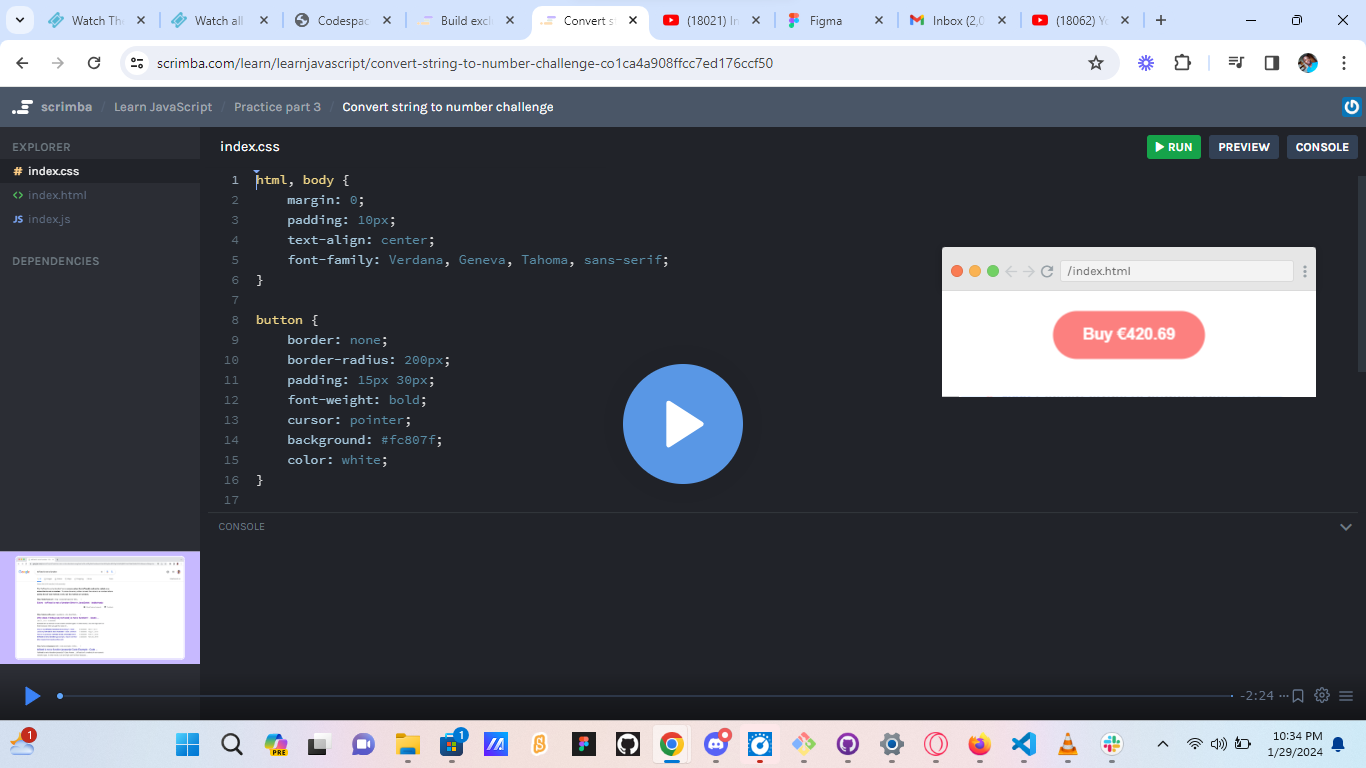 Watch Th
Watch all
Codespac
Build excl
Convert s
(18021) In
Figma
Inbox (2,0
(18062) Yo
scrimba.com/learn/learnjavascript/convert-string-to-number-challenge-co1ca4a908ffcc7ed176ccf50
scrimba / Learn JavaScript / Practice part 3 / Convert string to number challenge
EXPLORER
# index.css
<> index.html
JS index.js
DEPENDENCIES
index.css
RUN
PREVIEW
CONSOLE
1 html, body {
2 margin: 0;
3 padding: 10px;
4 text-align: center;
5 font-family: Verdana, Geneva, Tahoma, sans-serif;
6 }
7
8 button {
9 border: none;
10 border-radius: 200px;
11 padding: 15px 30px;
12 font-weight: bold;
13 cursor: pointer;
14 background: #fc807f;
15 color: white;
16 }
17
/index.html
Buy €420.69
CONSOLE
-2:24
1
PRE
1
10:34 PM
1/29/2024